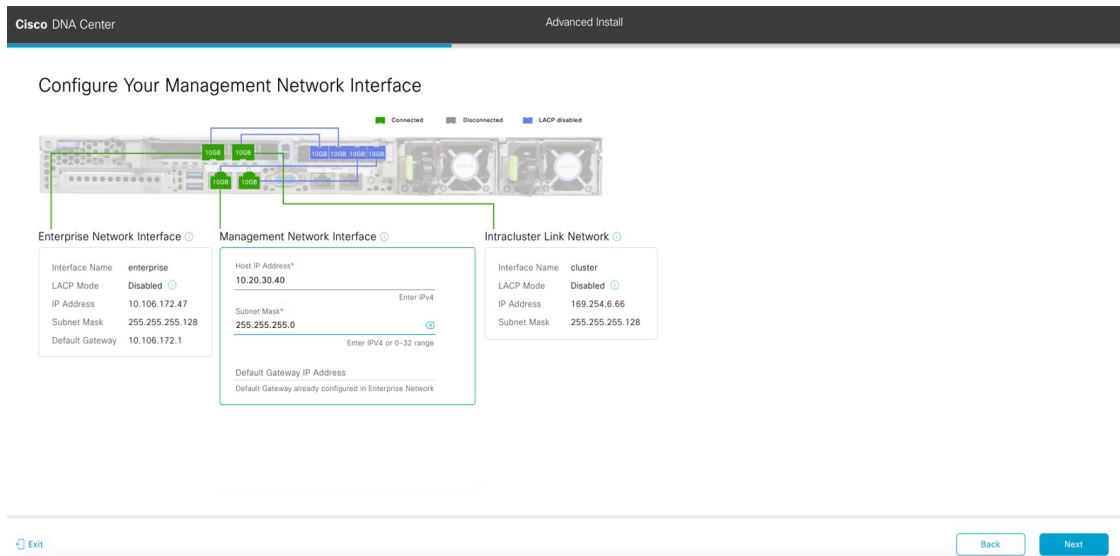 Cisco DNA Center
Advanced Install
Configure Your Management Network Interface
Connected
Disconnected
LACP disabled
10GB 10GB
10GB 10GB 10GB 10GB
10GB 10GB
Enterprise Network Interface
Interface Name enterprise
LACP Mode Disabled
IP Address 10.106.172.47
Subnet Mask 255.255.255.128
Default Gateway 10.106.172.1
Management Network Interface
Host IP Address*
10.20.30.40
Enter IPv4
Subnet Mask*
255.255.255.0
Enter IPV4 or 0-32 range
Default Gateway IP Address
Default Gateway already configured in Enterprise Network
Intracluster Link Network
Interface Name cluster
LACP Mode Disabled
IP Address 169.254.6.66
Subnet Mask 255.255.255.128
Exit
Back
Next